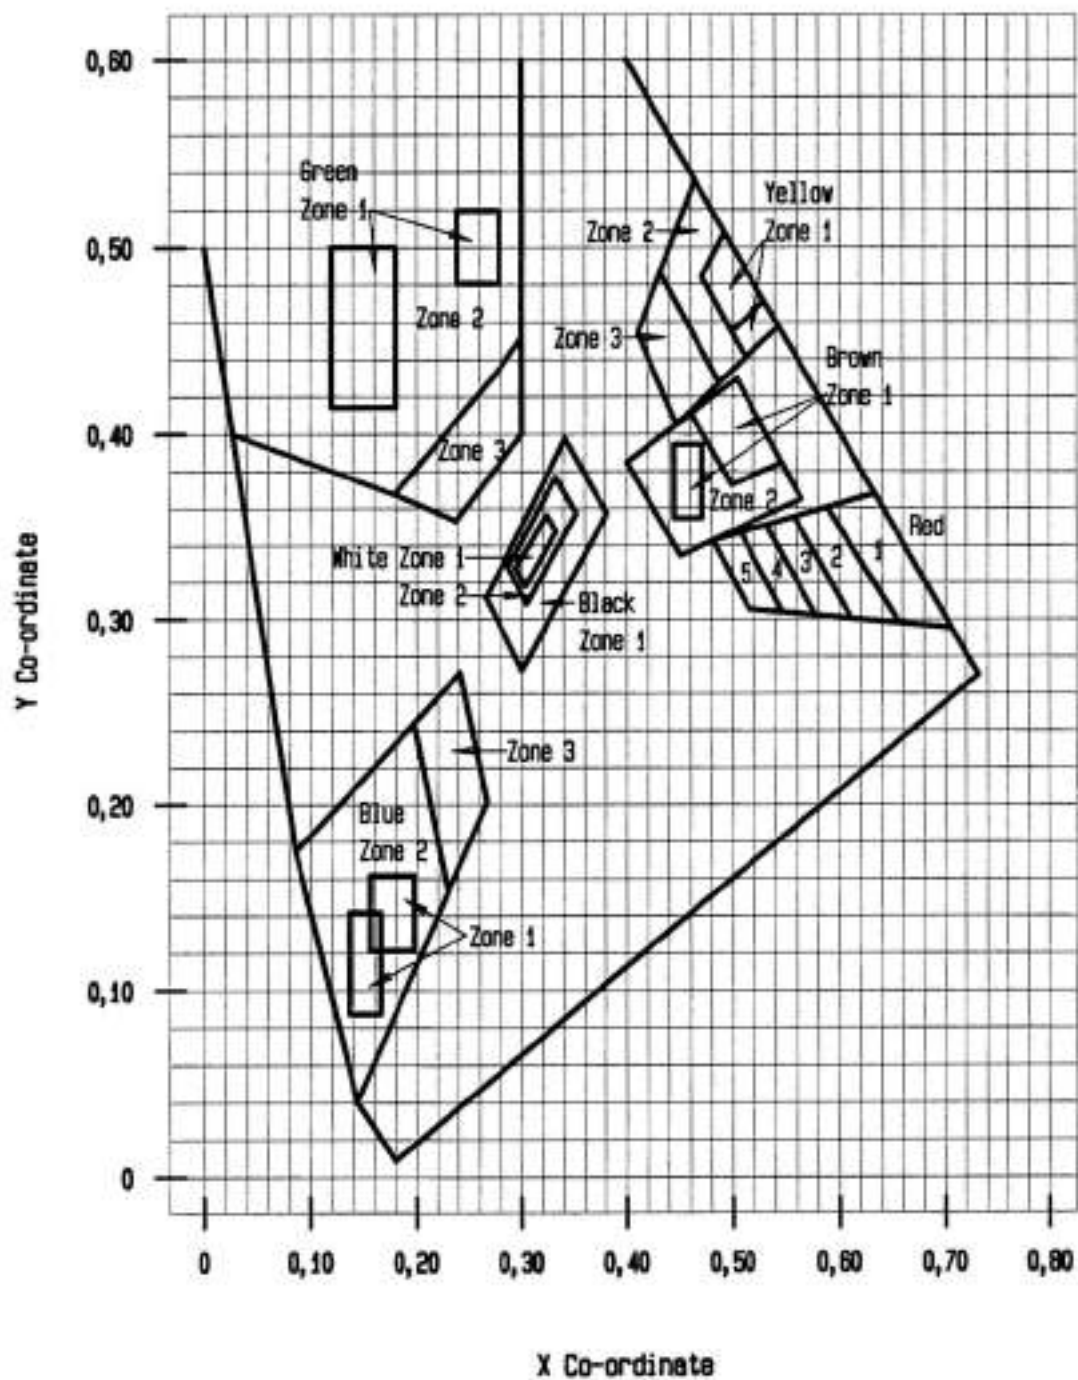 0,60
Green
Zone 1
Yellow
Zone 1
Zone 2
0,50
Zone 2
Zone 3
Brown
Zone 1
0,40
Zone 3
Zone 2
Red
White Zone 1
5 4 3 2 1
Zone 2
Black
Zone 1
0,30
Zone 3
0,20
Blue
Zone 2
Zone 1
0,10
0
0 0,10 0,20 0,30 0,40 0,50 0,60 0,70 0,80
Y Co-ordinate
X Co-ordinate